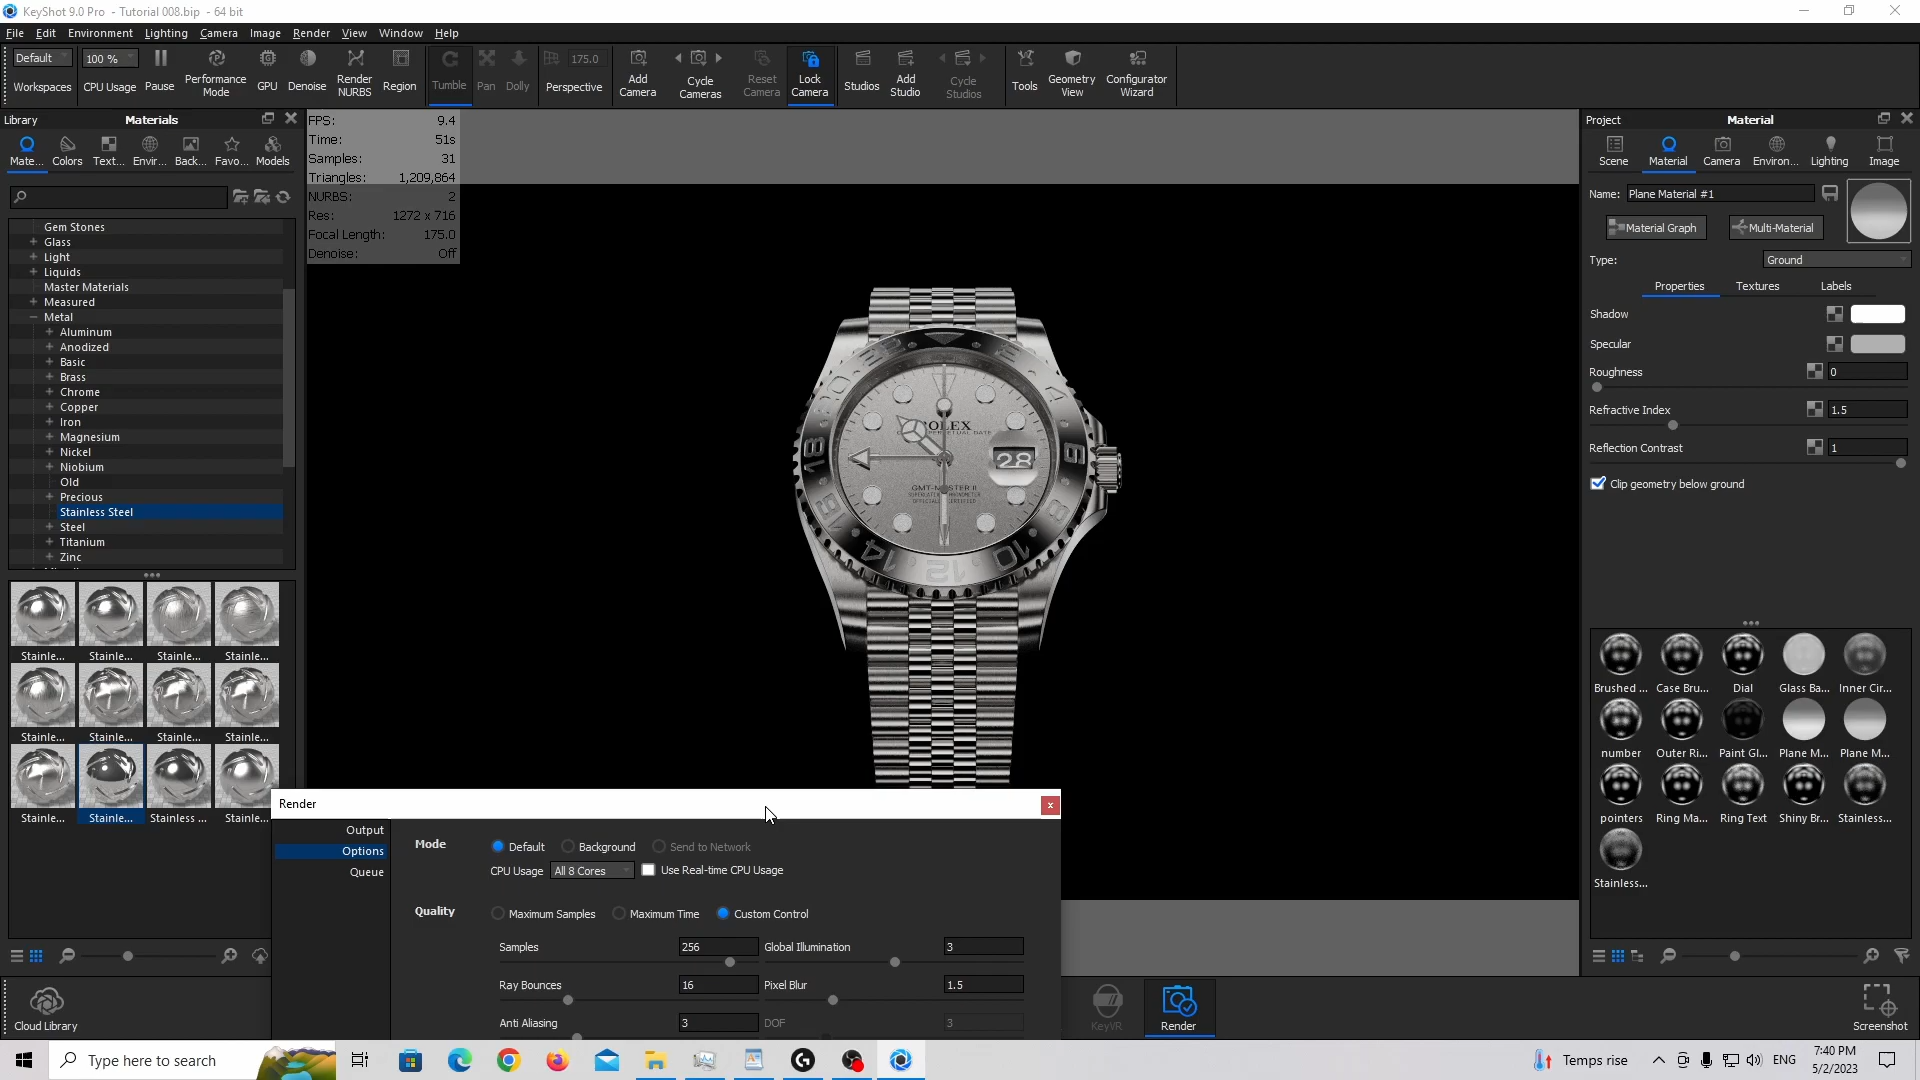 KeyShot 9.0 Pro - Tutorial 008.bip - 64 bit
File Edit Environment Lighting Camera Image Render View Window Help
Default 100 % 175.0
Workspaces CPU Usage Pause Performance Mode GPU Denoise Render NURBS Region Tumble Pan Dolly Perspective Add Camera Cycle Cameras Reset Camera Lock Camera Studios Add Studio Cycle Studios Tools Geometry View Configurator Wizard
Library Materials
Mate... Colors Text... Envir... Back... Favo... Models
Gem Stones
Glass
Light
Liquids
Master Materials
Measured
Metal
Aluminum
Anodized
Basic
Brass
Chrome
Copper
Iron
Magnesium
Nickel
Niobium
Old
Precious
Stainless Steel
Steel
Titanium
Zinc
Stainle... Stainle... Stainle... Stainle...
Stainle... Stainle... Stainle... Stainle...
Stainle... Stainle... Stainless ... Stainle...
Cloud Library
FPS: 9.4
Time: 51s
Samples: 31
Triangles: 1,209,864
NURBS: 2
Res: 1272 x 716
Focal Length: 175.0
Denoise: Off
ROLEX
28
GMT-MASTER II
18
16
14
12
10
6
Render
Output
Options
Queue
Mode Default Background Send to Network
CPU Usage All 8 Cores Use Real-time CPU Usage
Quality Maximum Samples Maximum Time Custom Control
Samples 256 Global Illumination 3
Ray Bounces 16 Pixel Blur 1.5
Anti Aliasing 3 DOF 3
KeyVR Render
Project Material
Scene Material Camera Environ... Lighting Image
Name: Plane Material #1
Material Graph Multi-Material
Type: Ground
Properties Textures Labels
Shadow
Specular
Roughness 0
Refractive Index 1.5
Reflection Contrast 1
Clip geometry below ground
Brushed ... Case Bru... Dial Glass Ba... Inner Cir...
number Outer Ri... Paint Gl... Plane M... Plane M...
pointers Ring Ma... Ring Text Shiny Br... Stainless...
Stainless...
Screenshot
Type here to search
Temps rise ENG 7:40 PM
5/2/2023